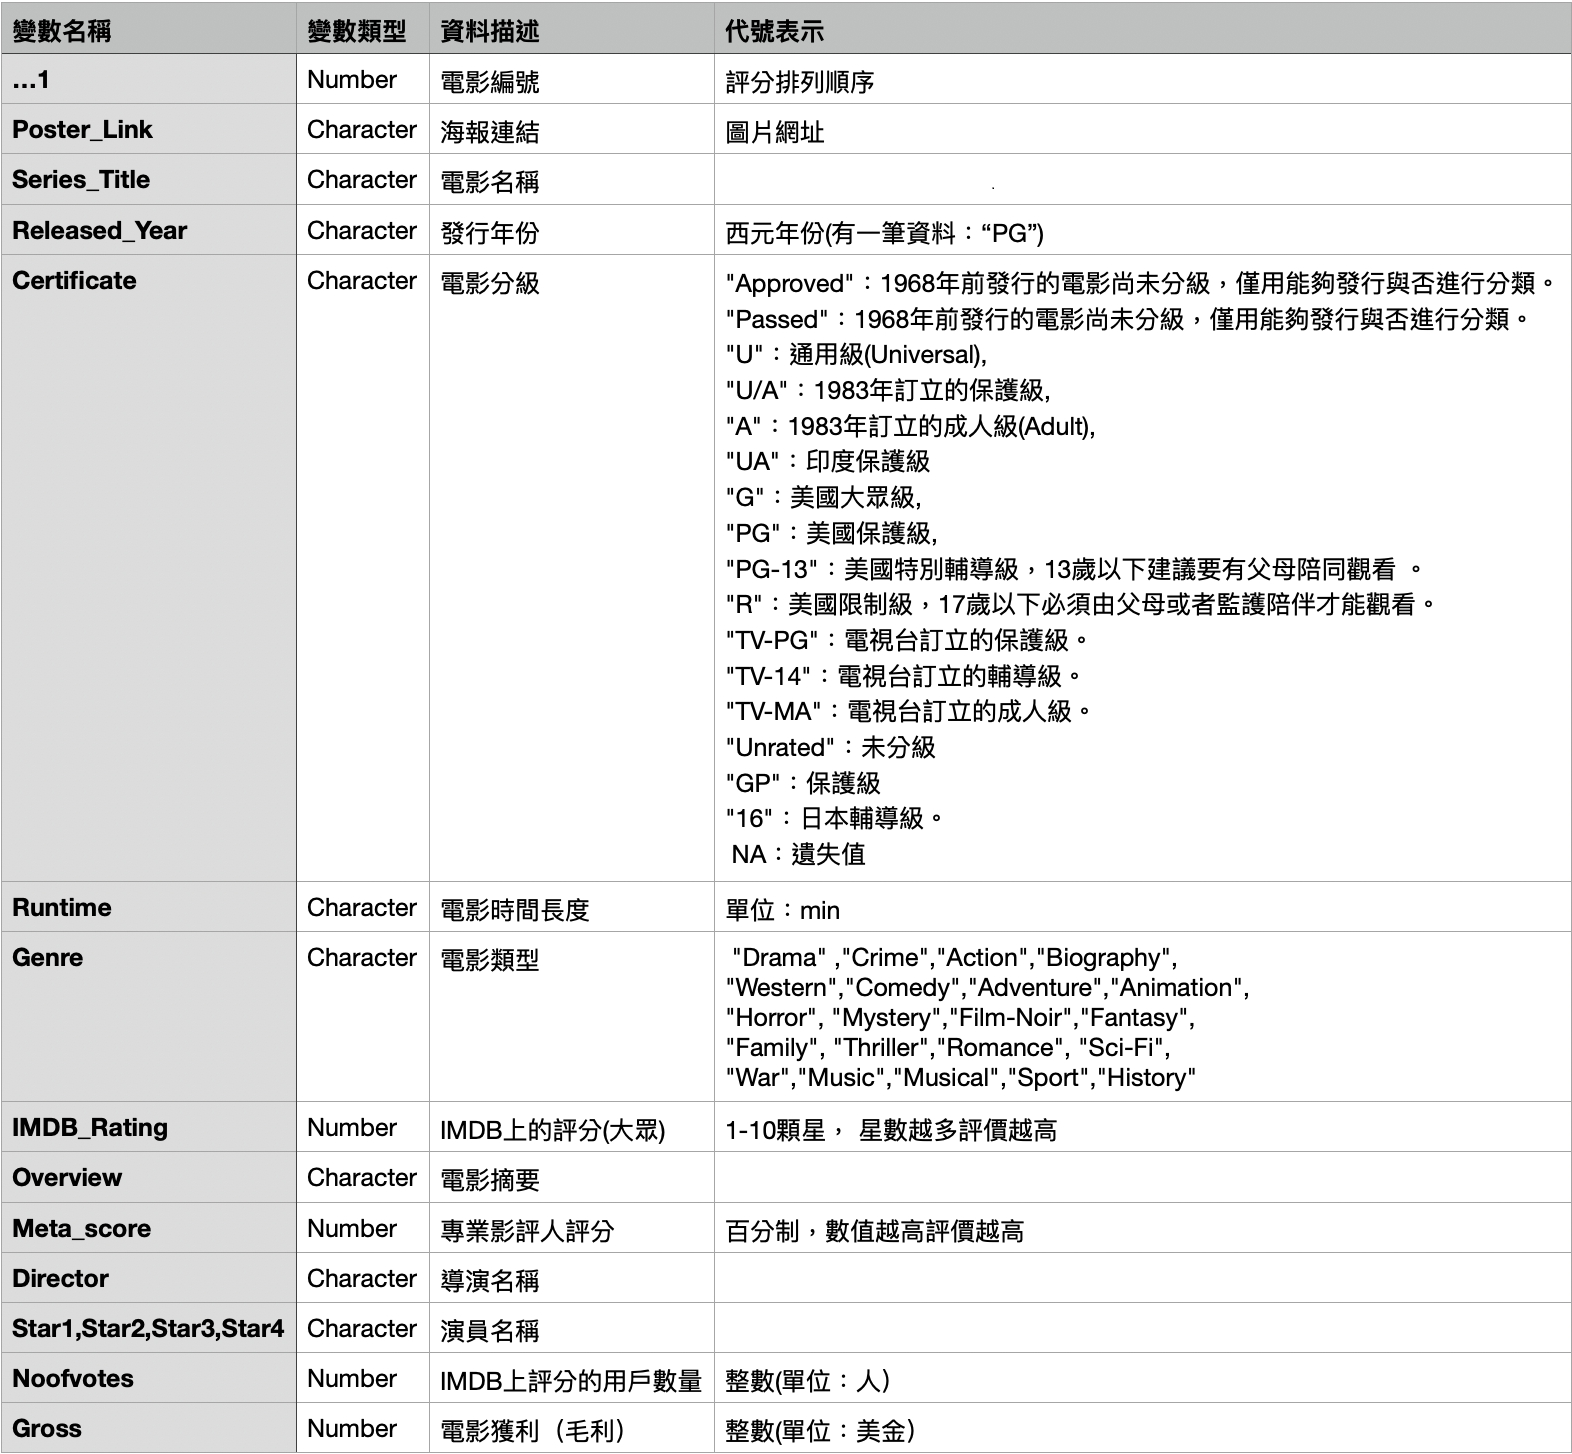 變數名稱 變數類型 資料描述 代號表示
...1 Number 電影編號 評分排列順序
Poster_Link Character 海報連結 圖片網址
Series_Title Character 電影名稱
Released_Year Character 發行年份 西元年份(有一筆資料：“PG”)
Certificate Character 電影分級 "Approved"：1968年前發行的電影尚未分級，僅用能夠發行與否進行分類。
"Passed"：1968年前發行的電影尚未分級，僅用能夠發行與否進行分類。
"U"：通用級(Universal),
"U/A"：1983年訂立的保護級,
"A"：1983年訂立的成人級(Adult),
"UA"：印度保護級
"G"：美國大眾級,
"PG"：美國保護級,
"PG-13"：美國特別輔導級，13歲以下建議要有父母陪同觀看 。
"R"：美國限制級，17歲以下必須由父母或者監護陪伴才能觀看。
"TV-PG"：電視台訂立的保護級。
"TV-14"：電視台訂立的輔導級。
"TV-MA"：電視台訂立的成人級。
"Unrated"：未分級
"GP"：保護級
"16"：日本輔導級。
NA：遺失值
Runtime Character 電影時間長度 單位：min
Genre Character 電影類型 "Drama" ,"Crime","Action","Biography",
"Western","Comedy","Adventure","Animation",
"Horror", "Mystery","Film-Noir","Fantasy",
"Family", "Thriller","Romance", "Sci-Fi",
"War","Music","Musical","Sport","History"
IMDB_Rating Number IMDB上的評分(大眾) 1-10顆星， 星數越多評價越高
Overview Character 電影摘要
Meta_score Number 專業影評人評分 百分制，數值越高評價越高
Director Character 導演名稱
Star1,Star2,Star3,Star4 Character 演員名稱
Noofvotes Number IMDB上評分的用戶數量 整數(單位：人）
Gross Number 電影獲利（毛利） 整數(單位：美金）